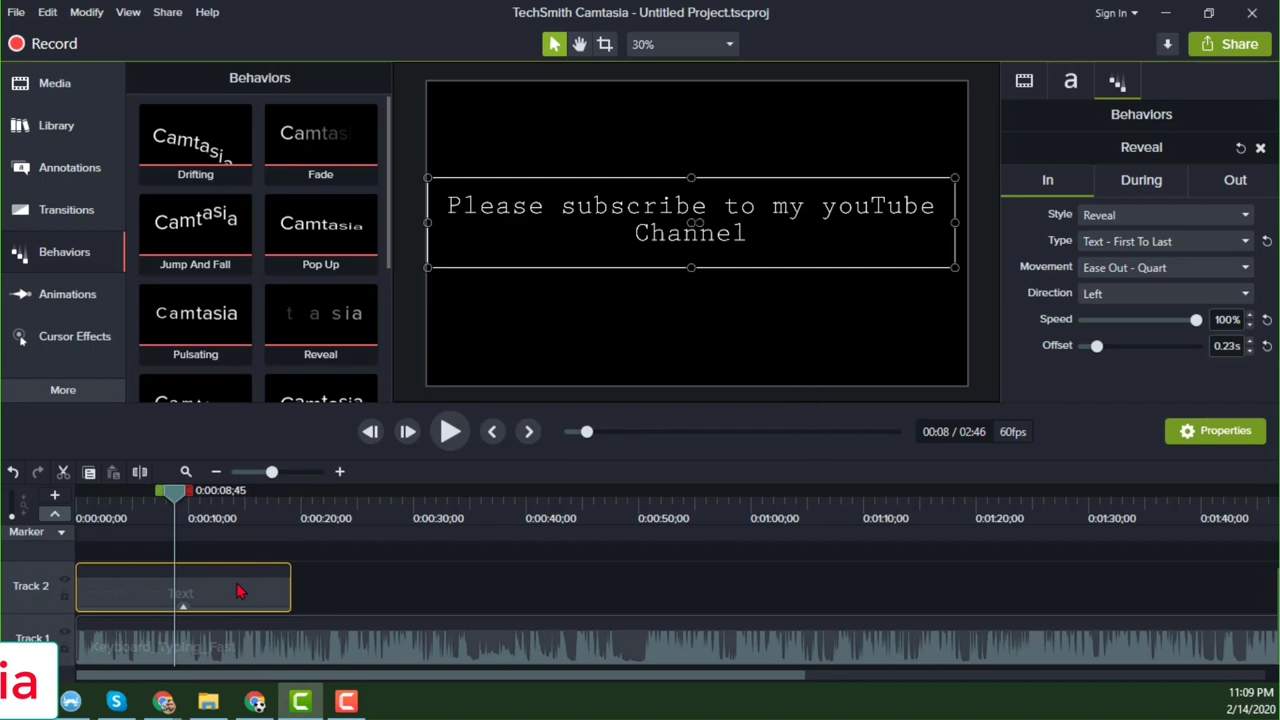 File Edit Modify View Share Help
TechSmith Camtasia - Untitled Project.tscproj
Sign In
Record
30%
Share
Media
Library
Annotations
Transitions
Behaviors
Animations
Cursor Effects
More
Behaviors
Camtasia
Drifting
Camtas
Fade
Camtasia
Jump And Fall
Camtasia
Pop Up
Camtasia
Pulsating
t a sia
Reveal
Please subscribe to my youTube
Channel
a
Behaviors
Reveal
In During Out
Style Reveal
Type Text - First To Last
Movement Ease Out - Quart
Direction Left
Speed 100%
Offset 0.23s
00:08 / 02:46 60fps
Properties
0:00:08;45
0:00:00;00 0:00:10;00 0:00:20;00 0:00:30;00 0:00:40;00 0:00:50;00 0:01:00;00 0:01:10;00 0:01:20;00 0:01:30;00 0:01:40;00
Marker
Track 2
Text
Track 1
Keyboard_Typing_Fast
ia
11:09 PM
2/14/2020